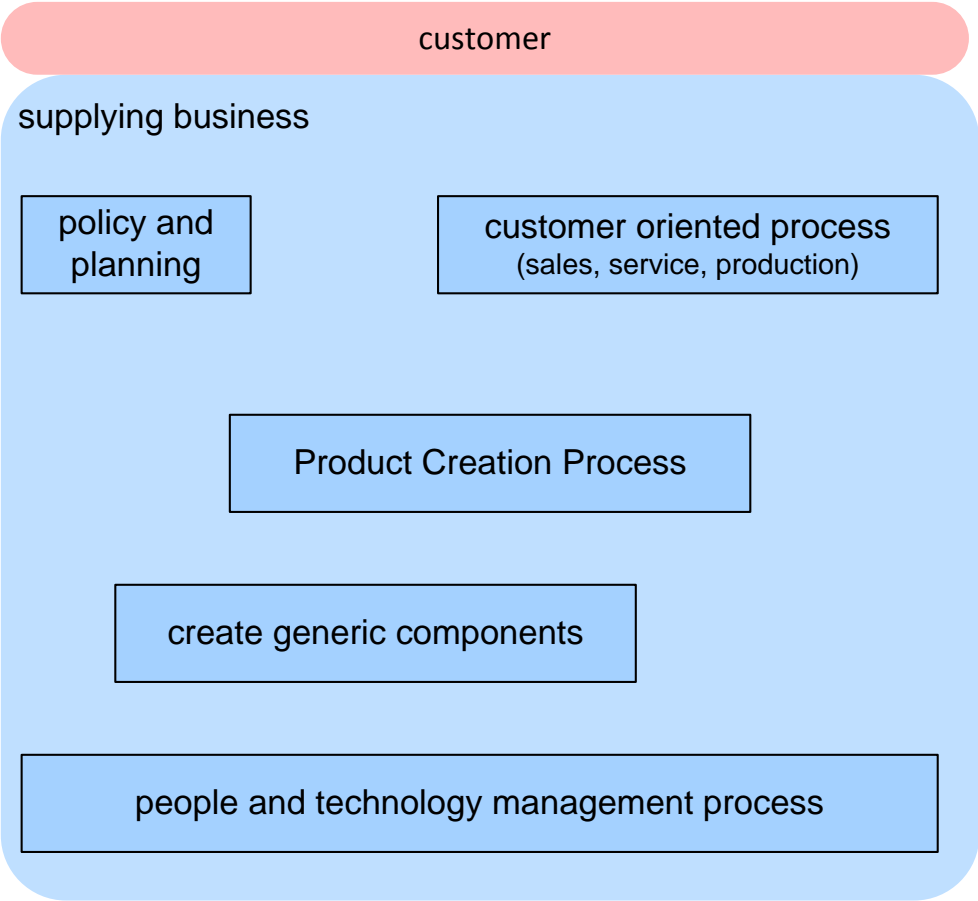 customer
supplying business
policy and
planning
customer oriented process
(sales, service, production)
Product Creation Process
create generic components
people and technology management process